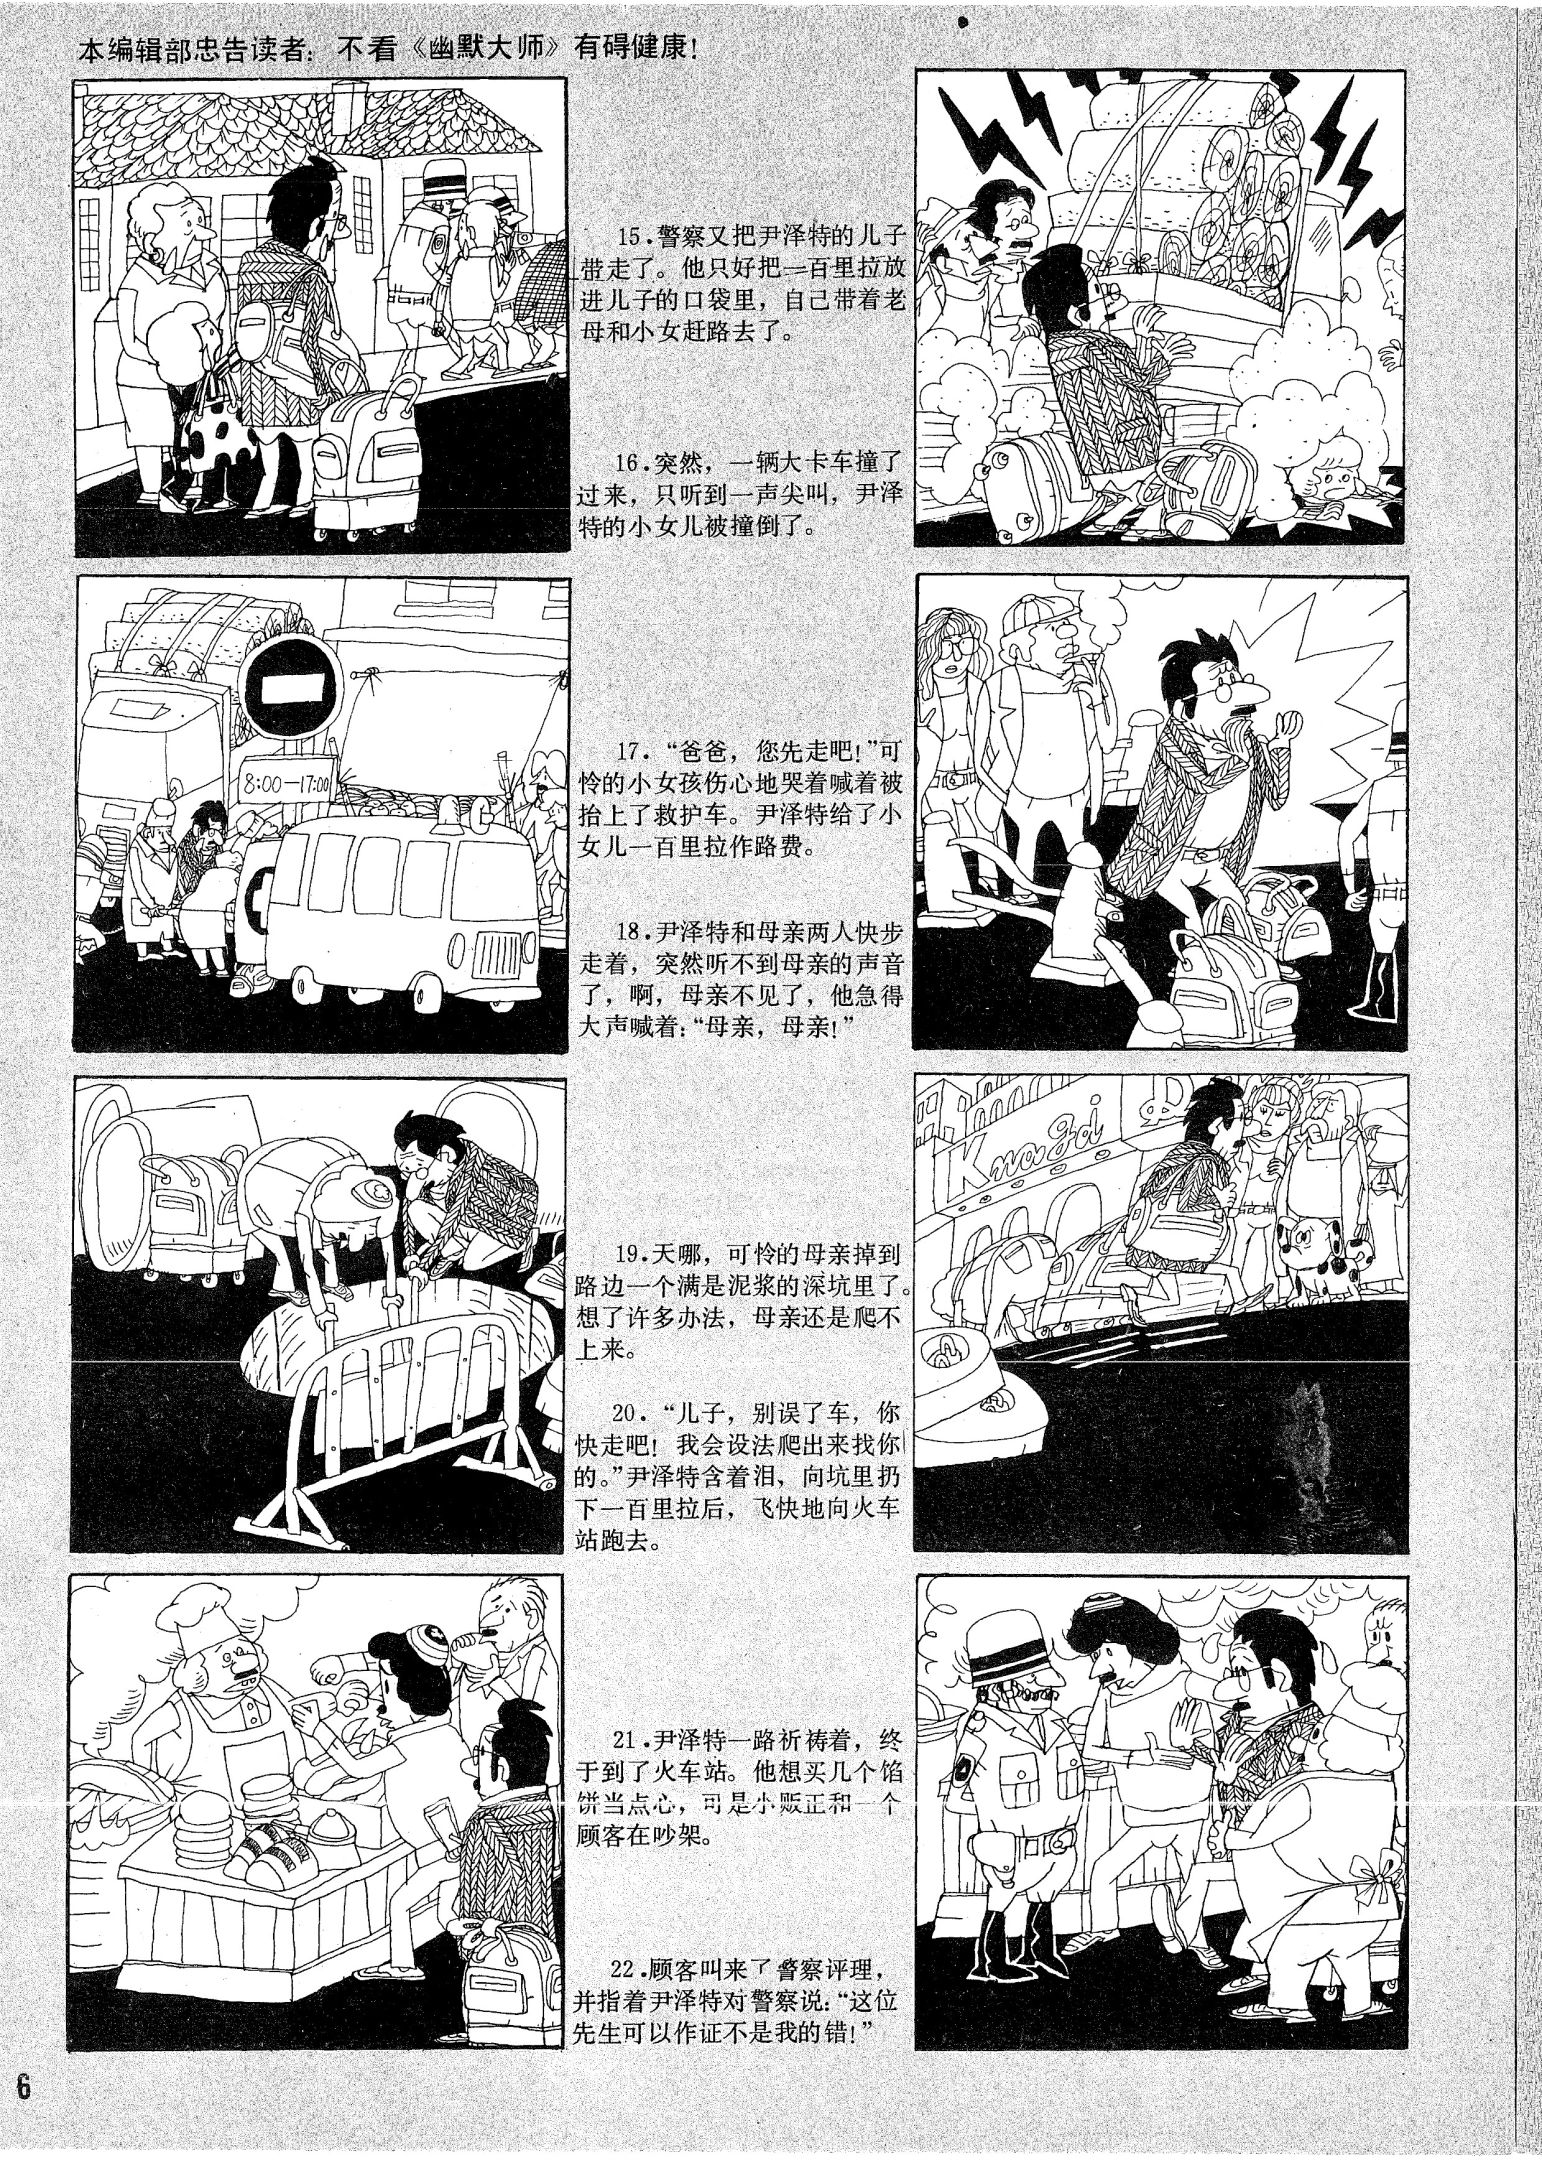 本编辑部忠告读者：不看《幽默大师》有碍健康！
15.警察又把尹泽特的儿子
带走了。他只好把一百里拉放
进儿子的口袋里，自己带着老
母和小女赶路去了。
16.突然，一辆大卡车撞了
过来，只听到一声尖叫，尹泽
特的小女儿被撞倒了。
8:00—17:00
17.“爸爸，您先走吧！”可
怜的小女孩伤心地哭着喊着被
抬上了救护车。尹泽特给了小
女儿一百里拉作路费。
18.尹泽特和母亲两人快步
走着，突然听不到母亲的声音
了，啊，母亲不见了，他急得
大声喊着：“母亲，母亲！”
19.天哪，可怜的母亲掉到
路边一个满是泥浆的深坑里了。
想了许多办法，母亲还是爬不
上来。
Knagoi
20.“儿子，别误了车，你
快走吧！我会设法爬出来找你
的。”尹泽特含着泪，向坑里扔
下一百里拉后，飞快地向火车
站跑去。
21.尹泽特一路祈祷着，终
于到了火车站。他想买几个馅
饼当点心，可是小贩正和一个
顾客在吵架。
22.顾客叫来了警察评理，
并指着尹泽特对警察说：“这位
先生可以作证不是我的错！”
6